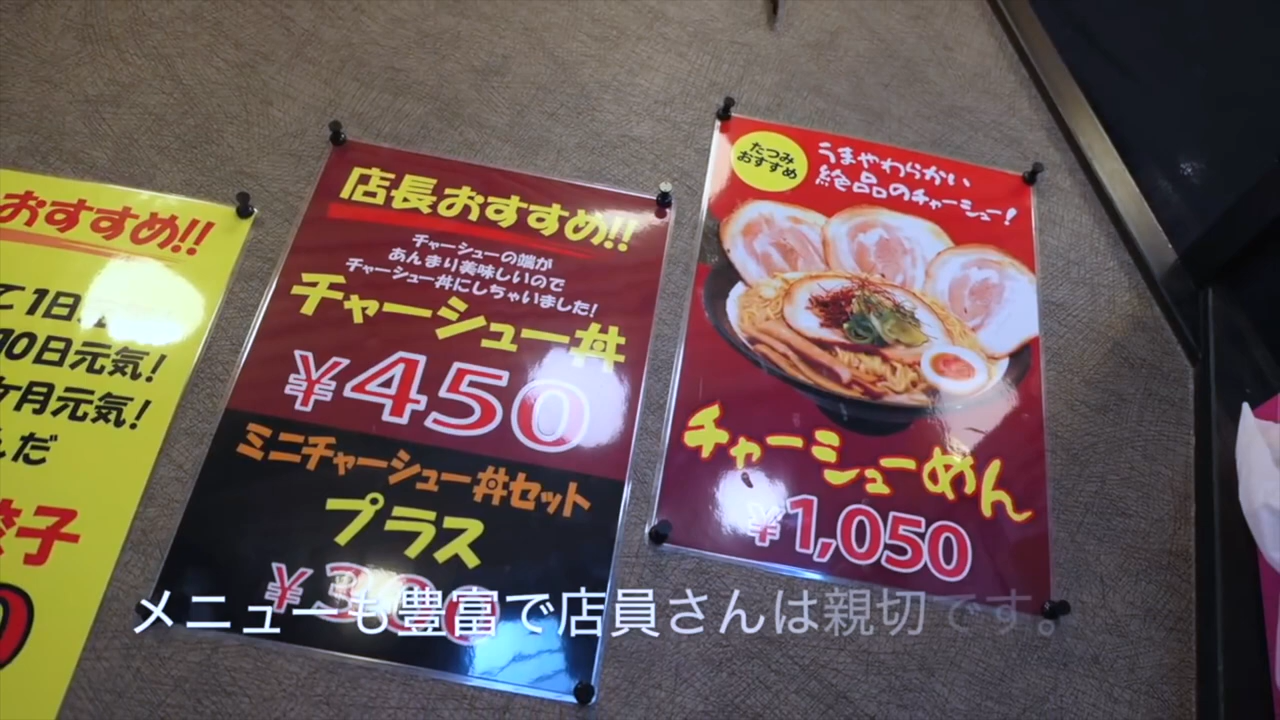 おすすめ!!
て1日
10日元気!
ケ月元気!
んだ
餃子
0
店長おすすめ!!
チャーシューの端が
あんまり美味しいので
チャーシュー丼にしちゃいました!
チャーシュー丼
¥450
ミニチャーシュー丼セット
プラス
¥300
たつみ
おすすめ
うまやわらかい
絶品のチャーシュー!
チャーシューめん
¥1,050
メニューも豊富で店員さんは親切です。